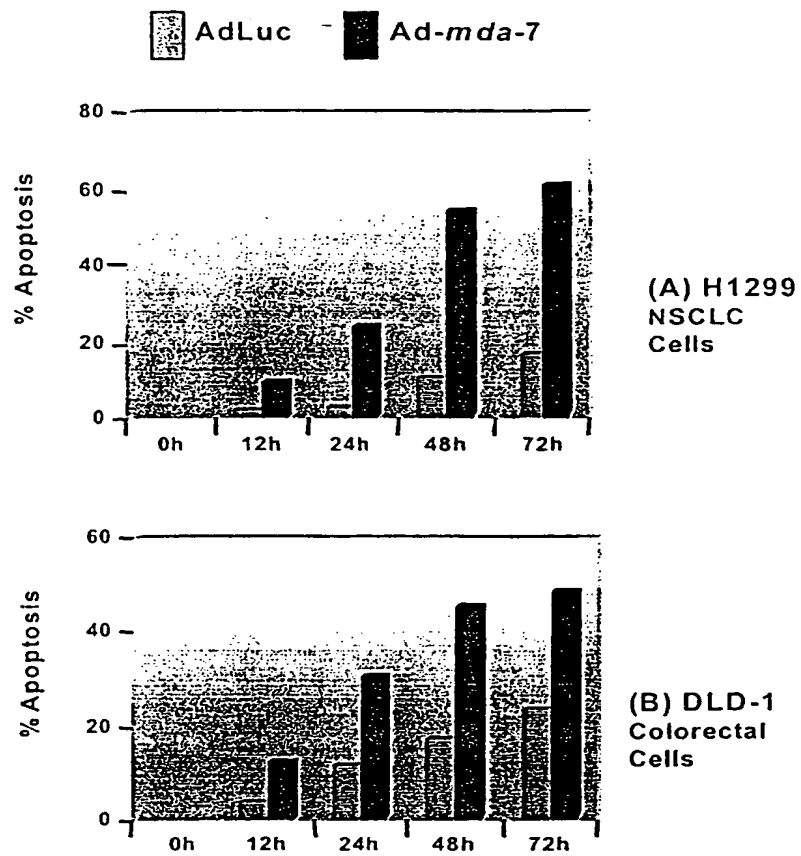 AdLuc Ad-mda-7
80
60
40
20
0
% Apoptosis
0h 12h 24h 48h 72h
(A) H1299
NSCLC
Cells
60
40
20
0
% Apoptosis
0h 12h 24h 48h 72h
(B) DLD-1
Colorectal
Cells